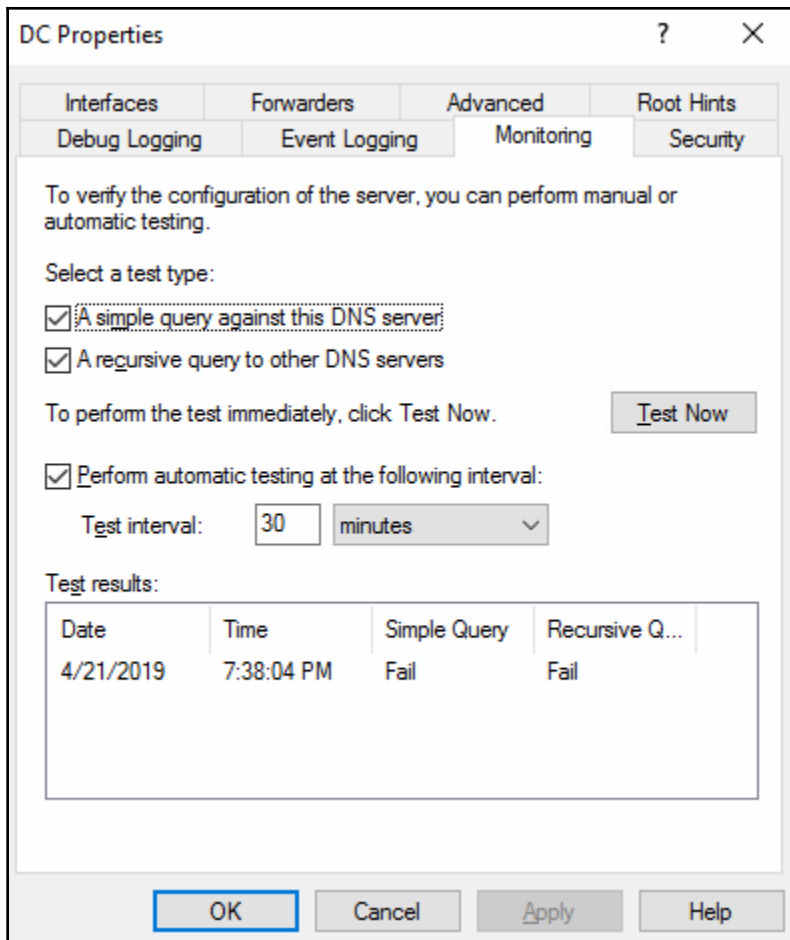 DC Properties ?
Interfaces Forwarders Advanced Root Hints
Debug Logging Event Logging Monitoring Security
To verify the configuration of the server, you can perform manual or
automatic testing.
Select a test type:
A simple query against this DNS server
A recursive query to other DNS servers
To perform the test immediately, click Test Now. Test Now
Perform automatic testing at the following interval:
Test interval: 30 minutes
Test results:
Date Time Simple Query Recursive Q...
4/21/2019 7:38:04 PM Fail Fail
OK Cancel Apply Help